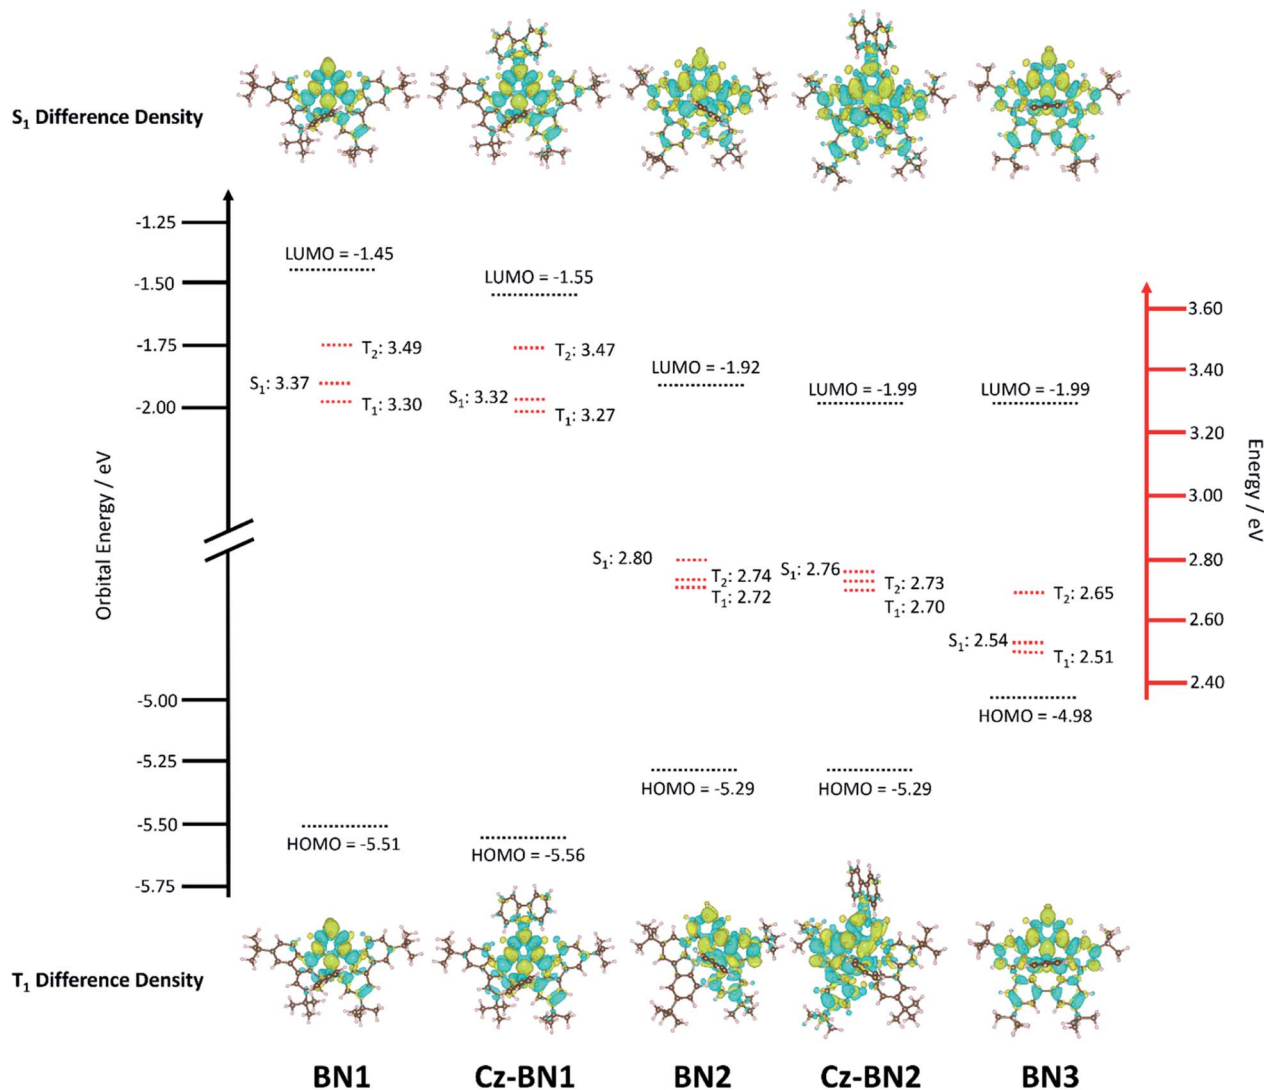 S1 Difference Density
-1.25
-1.50
-1.75
-2.00
-5.00
-5.25
-5.50
-5.75
Orbital Energy / eV
LUMO = -1.45
T2: 3.49
S1: 3.37
T1: 3.30
HOMO = -5.51
LUMO = -1.55
T2: 3.47
S1: 3.32
T1: 3.27
HOMO = -5.56
LUMO = -1.92
S1: 2.80
T2: 2.74
T1: 2.72
HOMO = -5.29
LUMO = -1.99
S1: 2.76
T2: 2.73
T1: 2.70
HOMO = -5.29
LUMO = -1.99
T2: 2.65
S1: 2.54
T1: 2.51
HOMO = -4.98
3.60
3.40
3.20
3.00
2.80
2.60
2.40
Energy / eV
T1 Difference Density
BN1
Cz-BN1
BN2
Cz-BN2
BN3